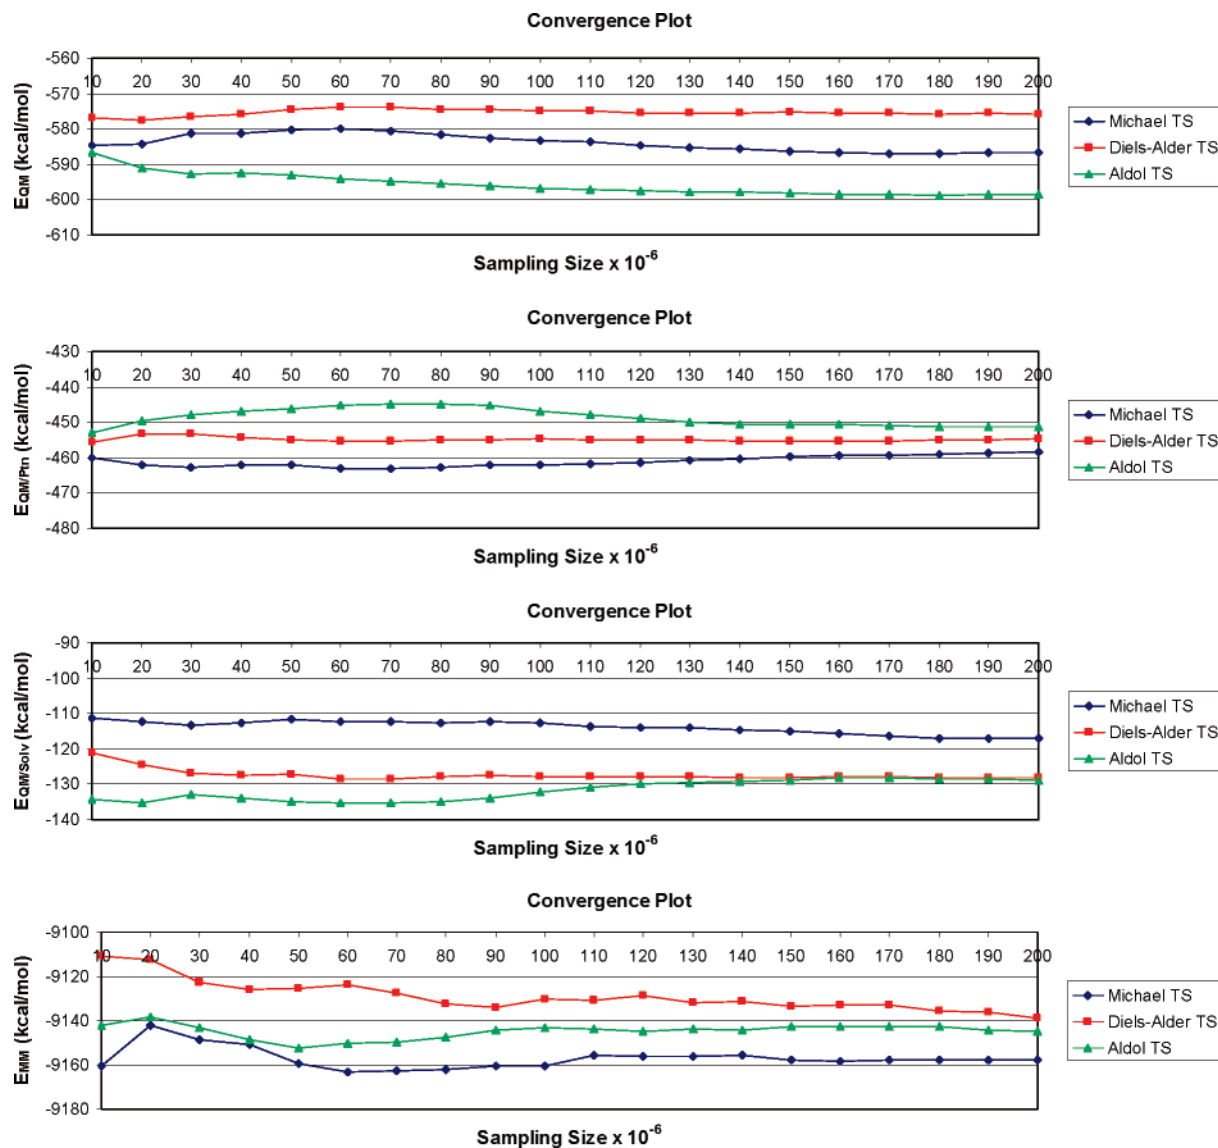 Convergence Plot
-560
10 20 30 40 50 60 70 80 90 100 110 120 130 140 150 160 170 180 190 200
-570
-580
-590
-600
-610
E_QM (kcal/mol)
Michael TS
Diels-Alder TS
Aldol TS
Sampling Size x 10^-6
Convergence Plot
-430
10 20 30 40 50 60 70 80 90 100 110 120 130 140 150 160 170 180 190 200
-440
-450
-460
-470
-480
E_QM/Ptn (kcal/mol)
Michael TS
Diels-Alder TS
Aldol TS
Sampling Size x 10^-6
Convergence Plot
-90
10 20 30 40 50 60 70 80 90 100 110 120 130 140 150 160 170 180 190 200
-100
-110
-120
-130
-140
E_QM/Solv (kcal/mol)
Michael TS
Diels-Alder TS
Aldol TS
Sampling Size x 10^-6
Convergence Plot
-9100
10 20 30 40 50 60 70 80 90 100 110 120 130 140 150 160 170 180 190 200
-9120
-9140
-9160
-9180
E_MM (kcal/mol)
Michael TS
Diels-Alder TS
Aldol TS
Sampling Size x 10^-6